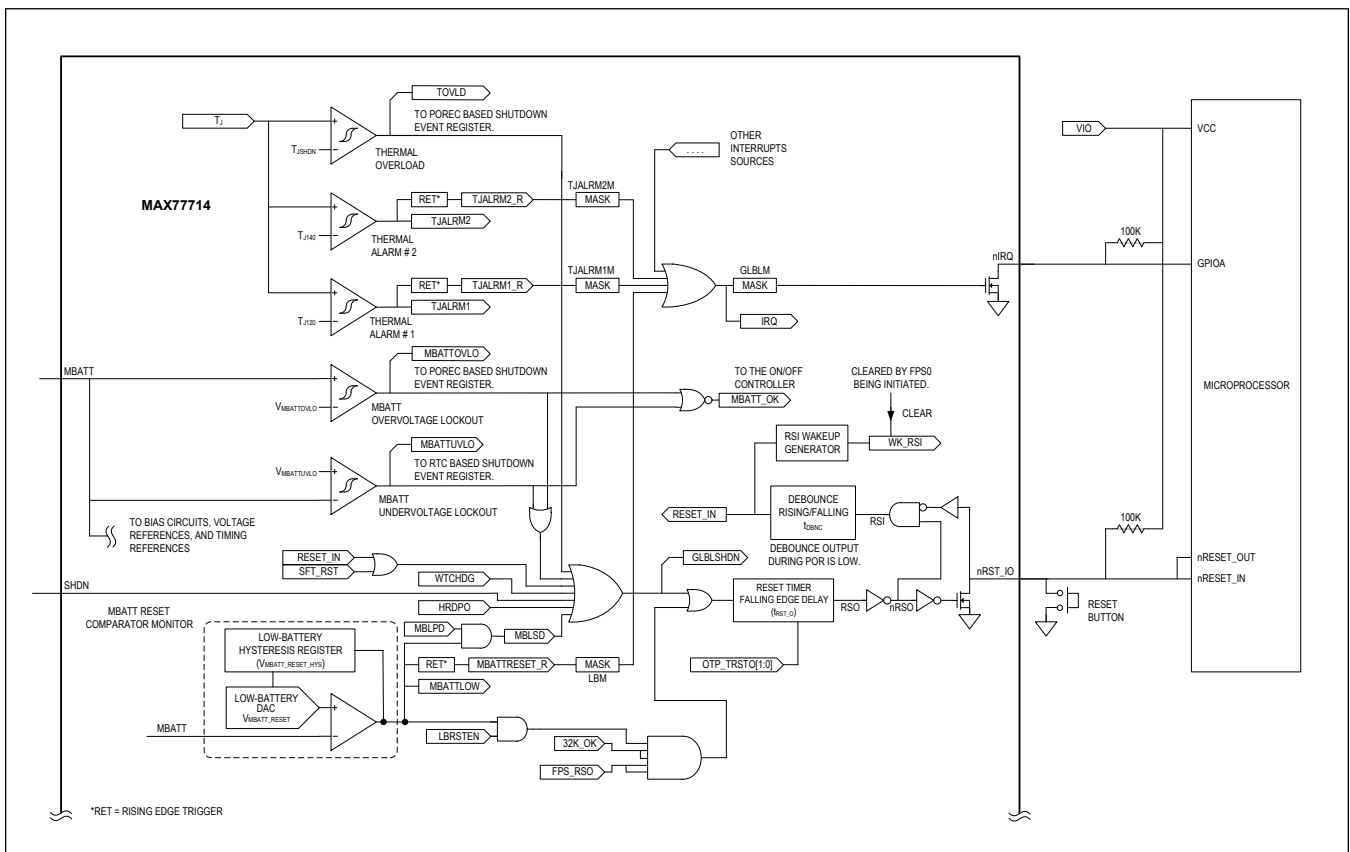 TOVLD
TO POREC BASED SHUTDOWN
EVENT REGISTER.
TJ
TJSHDN
THERMAL
OVERLOAD
MAX77714
RET*
TJALRM2_R
TJALRM2M
MASK
TJALRM2
TJ140
THERMAL
ALARM # 2
RET*
TJALRM1_R
TJALRM1M
MASK
TJALRM1
TJ120
THERMAL
ALARM # 1
. . . .
OTHER
INTERRUPTS
SOURCES
GLBLM
MASK
IRQ
nIRQ
VIO
VCC
100K
GPIOA
MICROPROCESSOR
MBATT
MBATTOVLO
TO POREC BASED SHUTDOWN
EVENT REGISTER.
VMBATTOVLO
MBATT
OVERVOLTAGE LOCKOUT
TO THE ON/OFF
CONTROLLER
MBATT_OK
CLEARED BY FPS0
BEING INITIATED.
CLEAR
RSI WAKEUP
GENERATOR
WK_RSI
MBATTUVLO
TO RTC BASED SHUTDOWN
EVENT REGISTER.
VMBATTUVLO
MBATT
UNDERVOLTAGE LOCKOUT
TO BIAS CIRCUITS, VOLTAGE
REFERENCES, AND TIMING
REFERENCES
RESET_IN
DEBOUNCE
RISING/FALLING
tDBNC
RSI
DEBOUNCE OUTPUT
DURING POR IS LOW.
100K
nRESET_OUT
nRESET_IN
nRST_IO
RESET
BUTTON
RESET_IN
SFT_RST
SHDN
WTCHDG
HRDPO
GLBLSHDN
RESET TIMER
FALLING EDGE DELAY
(tRST_O)
RSO
nRSO
OTP_TRSTO[1:0]
MBATT RESET
COMPARATOR MONITOR
MBLPD
MBLSD
LOW-BATTERY
HYSTERESIS REGISTER
(VMBATT_RESET_HYS)
RET*
MBATTRESET_R
MASK
LBM
MBATTLOW
LOW-BATTERY
DAC
VMBATT_RESET
MBATT
LBRSTEN
32K_OK
FPS_RSO
*RET = RISING EDGE TRIGGER